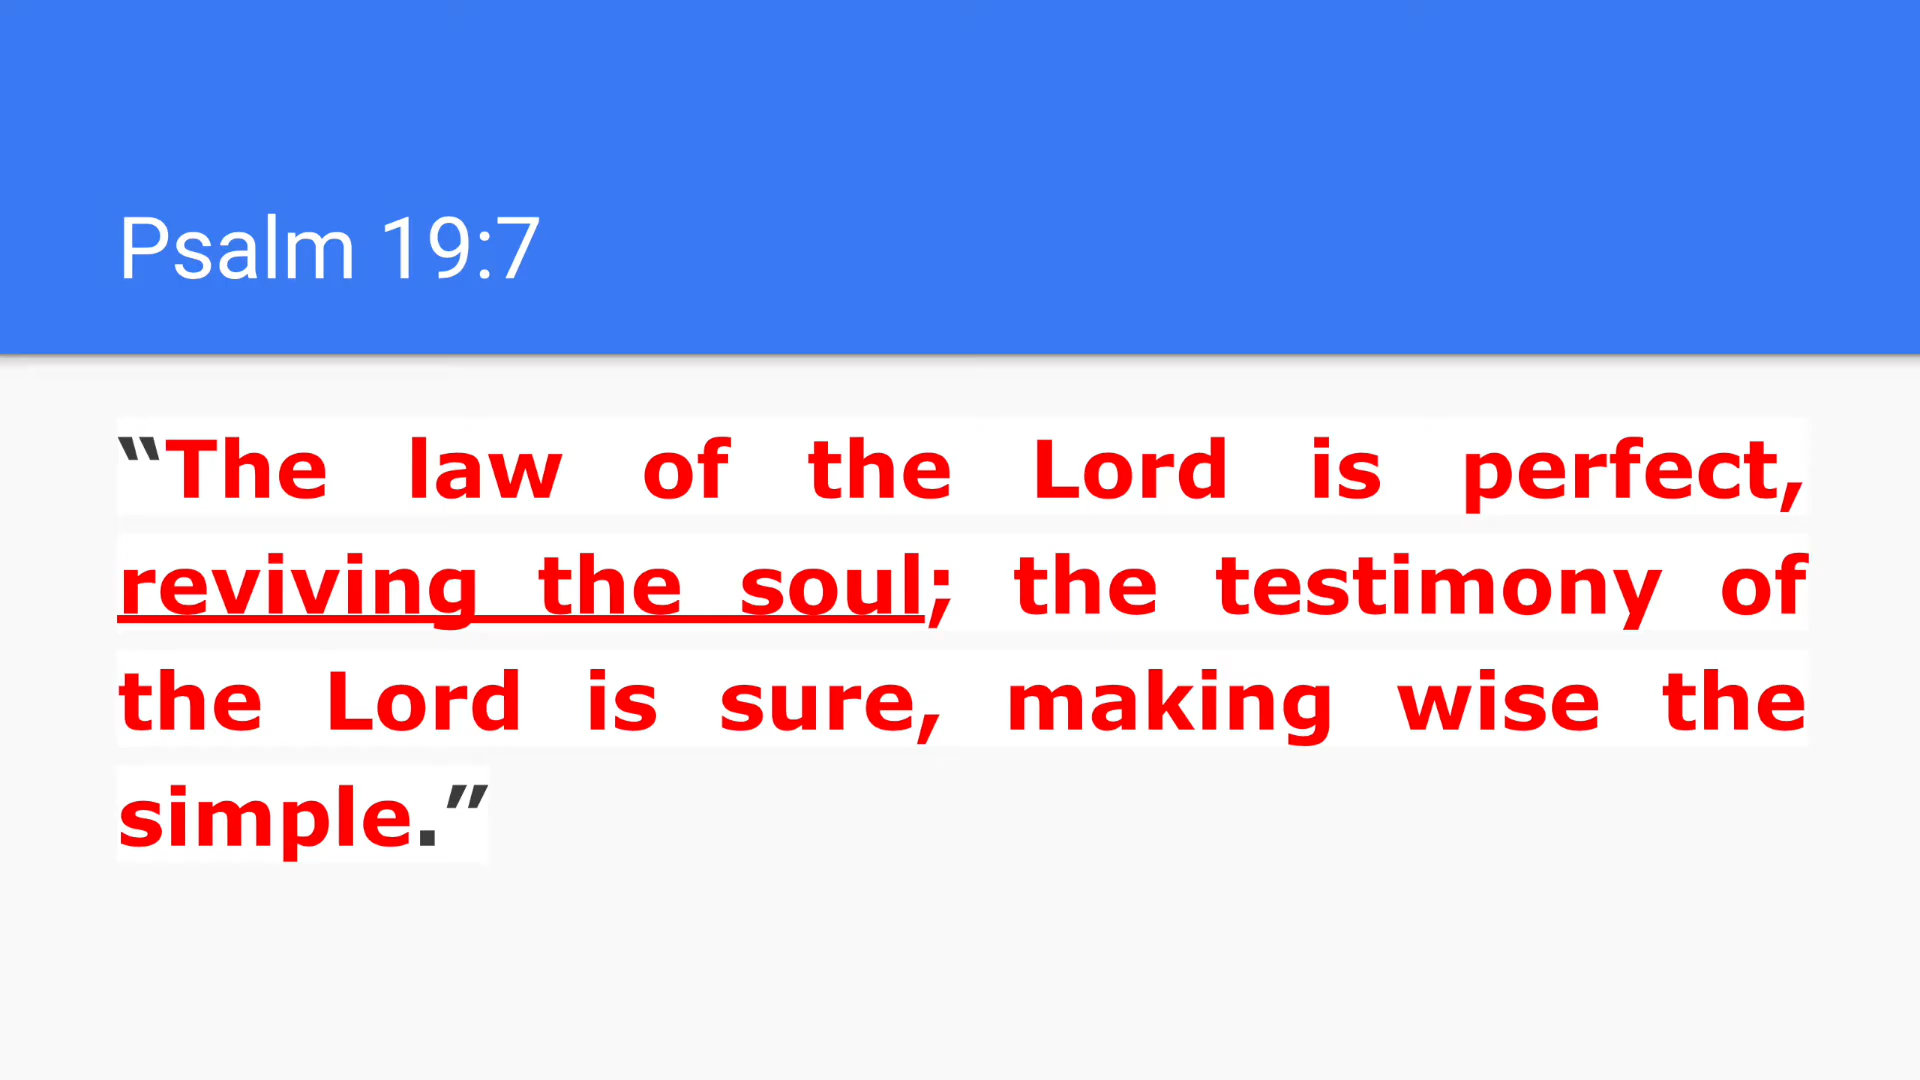 Psalm 19:7
“The law of the Lord is perfect,
reviving the soul; the testimony of
the Lord is sure, making wise the
simple.”